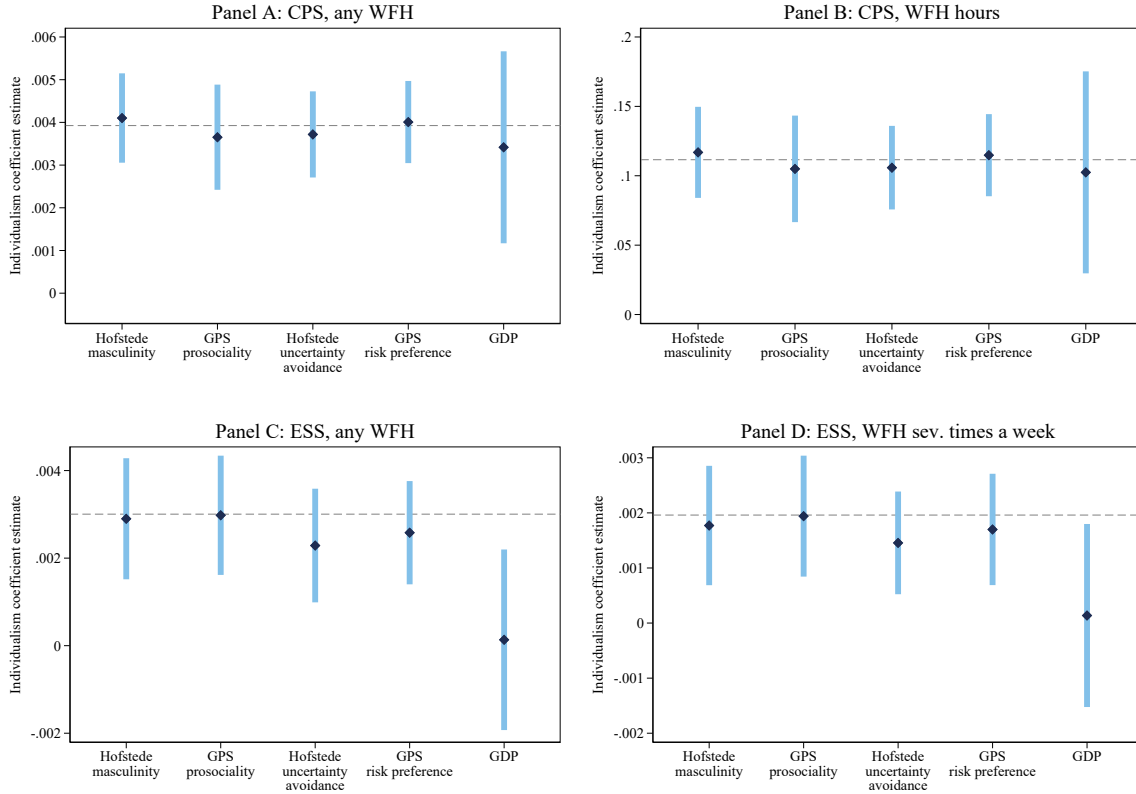 Panel A: CPS, any WFH
Individualism coefficient estimate
.006
.005
.004
.003
.002
.001
0
Hofstede masculinity
GPS prosociality
Hofstede uncertainty avoidance
GPS risk preference
GDP
Panel B: CPS, WFH hours
Individualism coefficient estimate
.2
.15
.1
.05
0
Hofstede masculinity
GPS prosociality
Hofstede uncertainty avoidance
GPS risk preference
GDP
Panel C: ESS, any WFH
Individualism coefficient estimate
.004
.002
0
-.002
Hofstede masculinity
GPS prosociality
Hofstede uncertainty avoidance
GPS risk preference
GDP
Panel D: ESS, WFH sev. times a week
Individualism coefficient estimate
.003
.002
.001
0
-.001
-.002
Hofstede masculinity
GPS prosociality
Hofstede uncertainty avoidance
GPS risk preference
GDP